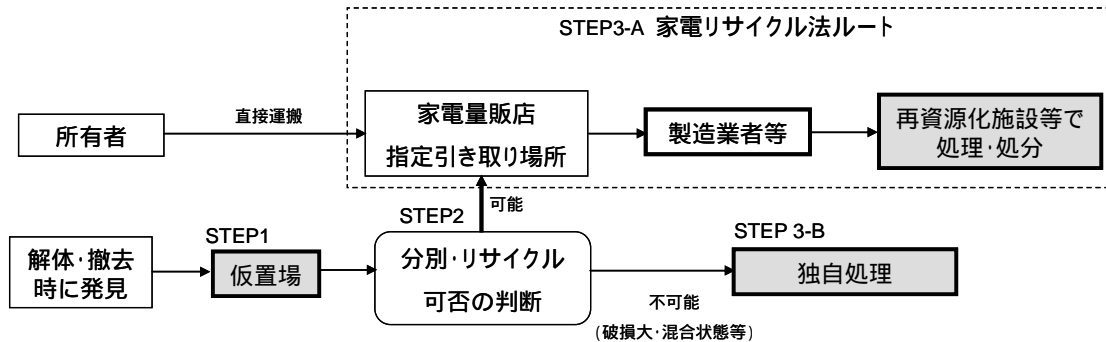 STEP3-A 家電リサイクル法ルート
所有者
直接運搬
家電量販店
指定引き取り場所
製造業者等
再資源化施設等で
処理・処分
可能
STEP2
STEP1
STEP 3-B
解体・撤去
時に発見
仮置場
分別・リサイクル
可否の判断
独自処理
不可能
(破損大・混合状態等)